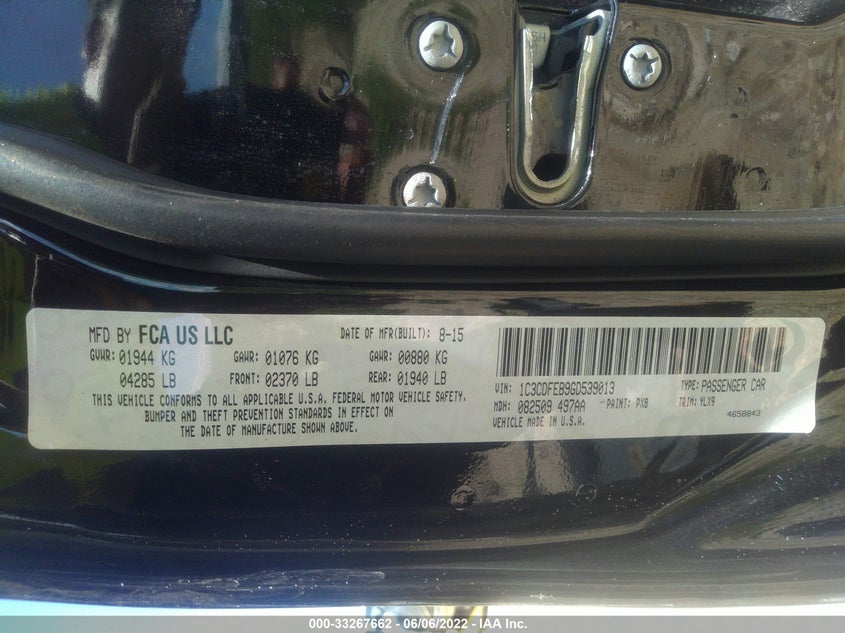 SH
MFD BY FCA US LLC DATE OF MFR(BUILT): 8-15
GVWR: 01944 KG GAWR: 01076 KG GAWR: 00880 KG
04285 LB FRONT: 02370 LB REAR: 01940 LB
THIS VEHICLE CONFORMS TO ALL APPLICABLE U.S.A. FEDERAL MOTOR VEHICLE SAFETY,
BUMPER AND THEFT PREVENTION STANDARDS IN EFFECT ON
THE DATE OF MANUFACTURE SHOWN ABOVE.
VIN: 1C3CDFEB9GD539013 TYPE: PASSENGER CAR
MDH: 082509 497AA PAINT: PX8 TRIM: YLX9
VEHICLE MADE IN U.S.A. 4658843
000-33267662 - 06/06/2022 - IAA Inc.